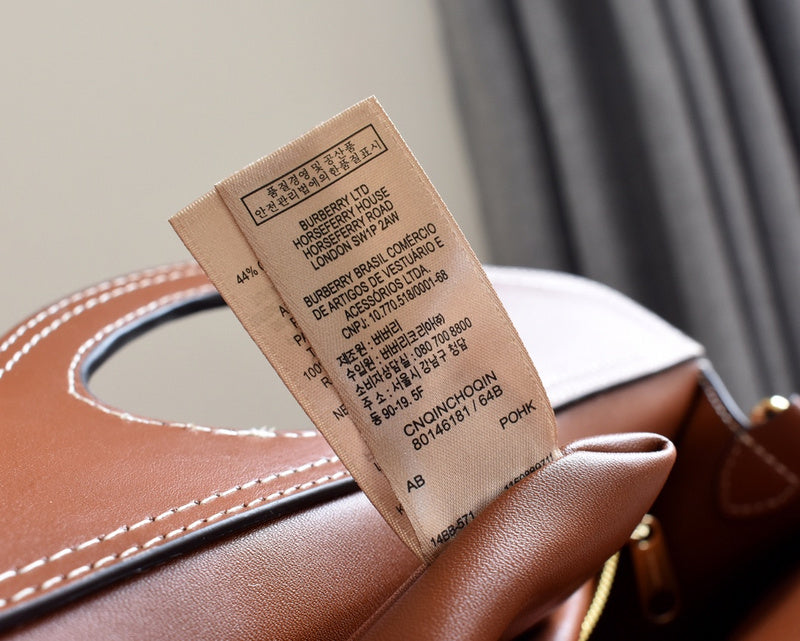 품질경영 및 공산품
안전관리법에의한품질표시
BURBERRY LTD
HORSEFERRY HOUSE
HORSEFERRY ROAD
LONDON SW1P 2AW
BURBERRY BRASIL COMÉRCIO
DE ARTIGOS DE VESTUÁRIO E
ACESSÓRIOS LTDA.
CNPJ: 10.770.518/0001-68
제조원 : 버버리
수입원 : 버버리코리아㈜
소비자상담실 : 080 700 8800
주 소 : 서울시 강남구 청담
동 90-19. 5F
CNQINCHOQIN
80146181 / 64B
POHK
AB
14BB-571
44%
100%